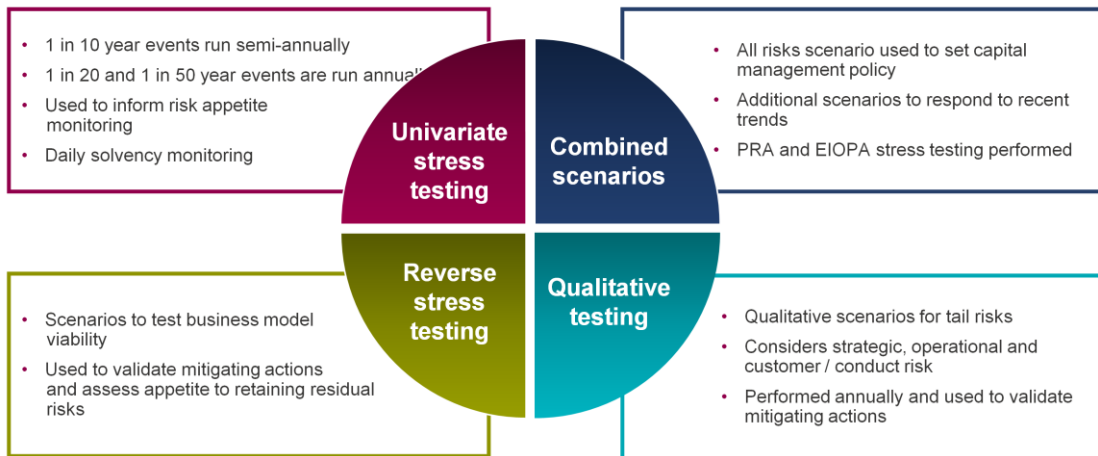 • 1 in 10 year events run semi-annually
• 1 in 20 and 1 in 50 year events are run
• Used to inform risk appetite
monitoring
• Daily solvency monitoring
Univariate
stress
testing
Combined
scenarios
• All risks scenario used to set capital
management policy
• Additional scenarios to respond to recent
trends
• PRA and EIOPA stress testing performed
• Scenarios to test business model
viability
• Used to validate mitigating actions
and assess appetite to retaining residual
risks
Reverse
stress
testing
Qualitative
testing
• Qualitative scenarios for tail risks
• Considers strategic, operational and
customer / conduct risk
• Performed annually and used to validate
mitigating actions